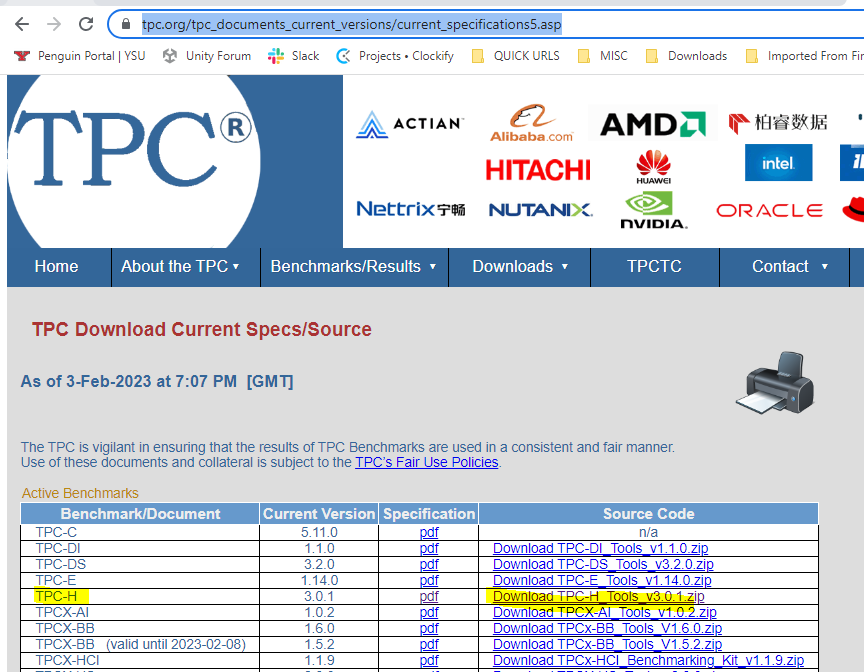 tpc.org/tpc_documents_current_versions/current_specifications5.asp
Penguin Portal | YSU Unity Forum Slack Projects • Clockify QUICK URLS MISC Downloads Imported From
TPC®
ACTIAN Alibaba.com AMD 柏睿数据
HITACHI HUAWEI intel
Nettrix宁畅 NUTANIX NVIDIA ORACLE
Home About the TPC Benchmarks/Results Downloads TPCTC Contact
TPC Download Current Specs/Source
As of 3-Feb-2023 at 7:07 PM [GMT]
The TPC is vigilant in ensuring that the results of TPC Benchmarks are used in a consistent and fair manner.
Use of these documents and collateral is subject to the TPC's Fair Use Policies.
Active Benchmarks
Benchmark/Document Current Version Specification Source Code
TPC-C 5.11.0 pdf n/a
TPC-DI 1.1.0 pdf Download TPC-DI_Tools_v1.1.0.zip
TPC-DS 3.2.0 pdf Download TPC-DS_Tools_v3.2.0.zip
TPC-E 1.14.0 pdf Download TPC-E_Tools_v1.14.0.zip
TPC-H 3.0.1 pdf Download TPC-H_Tools_v3.0.1.zip
TPCX-AI 1.0.2 pdf Download TPCX-AI_Tools_v1.0.2.zip
TPCX-BB 1.6.0 pdf Download TPCx-BB_Tools_V1.6.0.zip
TPCX-BB (valid until 2023-02-08) 1.5.2 pdf Download TPCx-BB_Tools_V1.5.2.zip
TPCX-HCI 1.1.9 pdf Download TPCx-HCI_Benchmarking_Kit_v1.1.9.zip